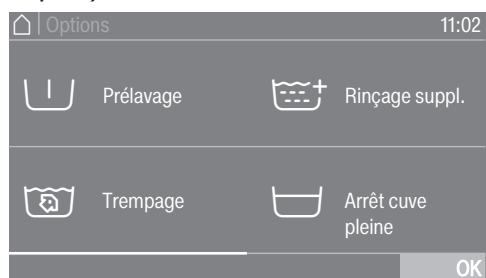 Options
11:02
Prélavage
Rinçage suppl.
Trempage
Arrêt cuve
pleine
OK